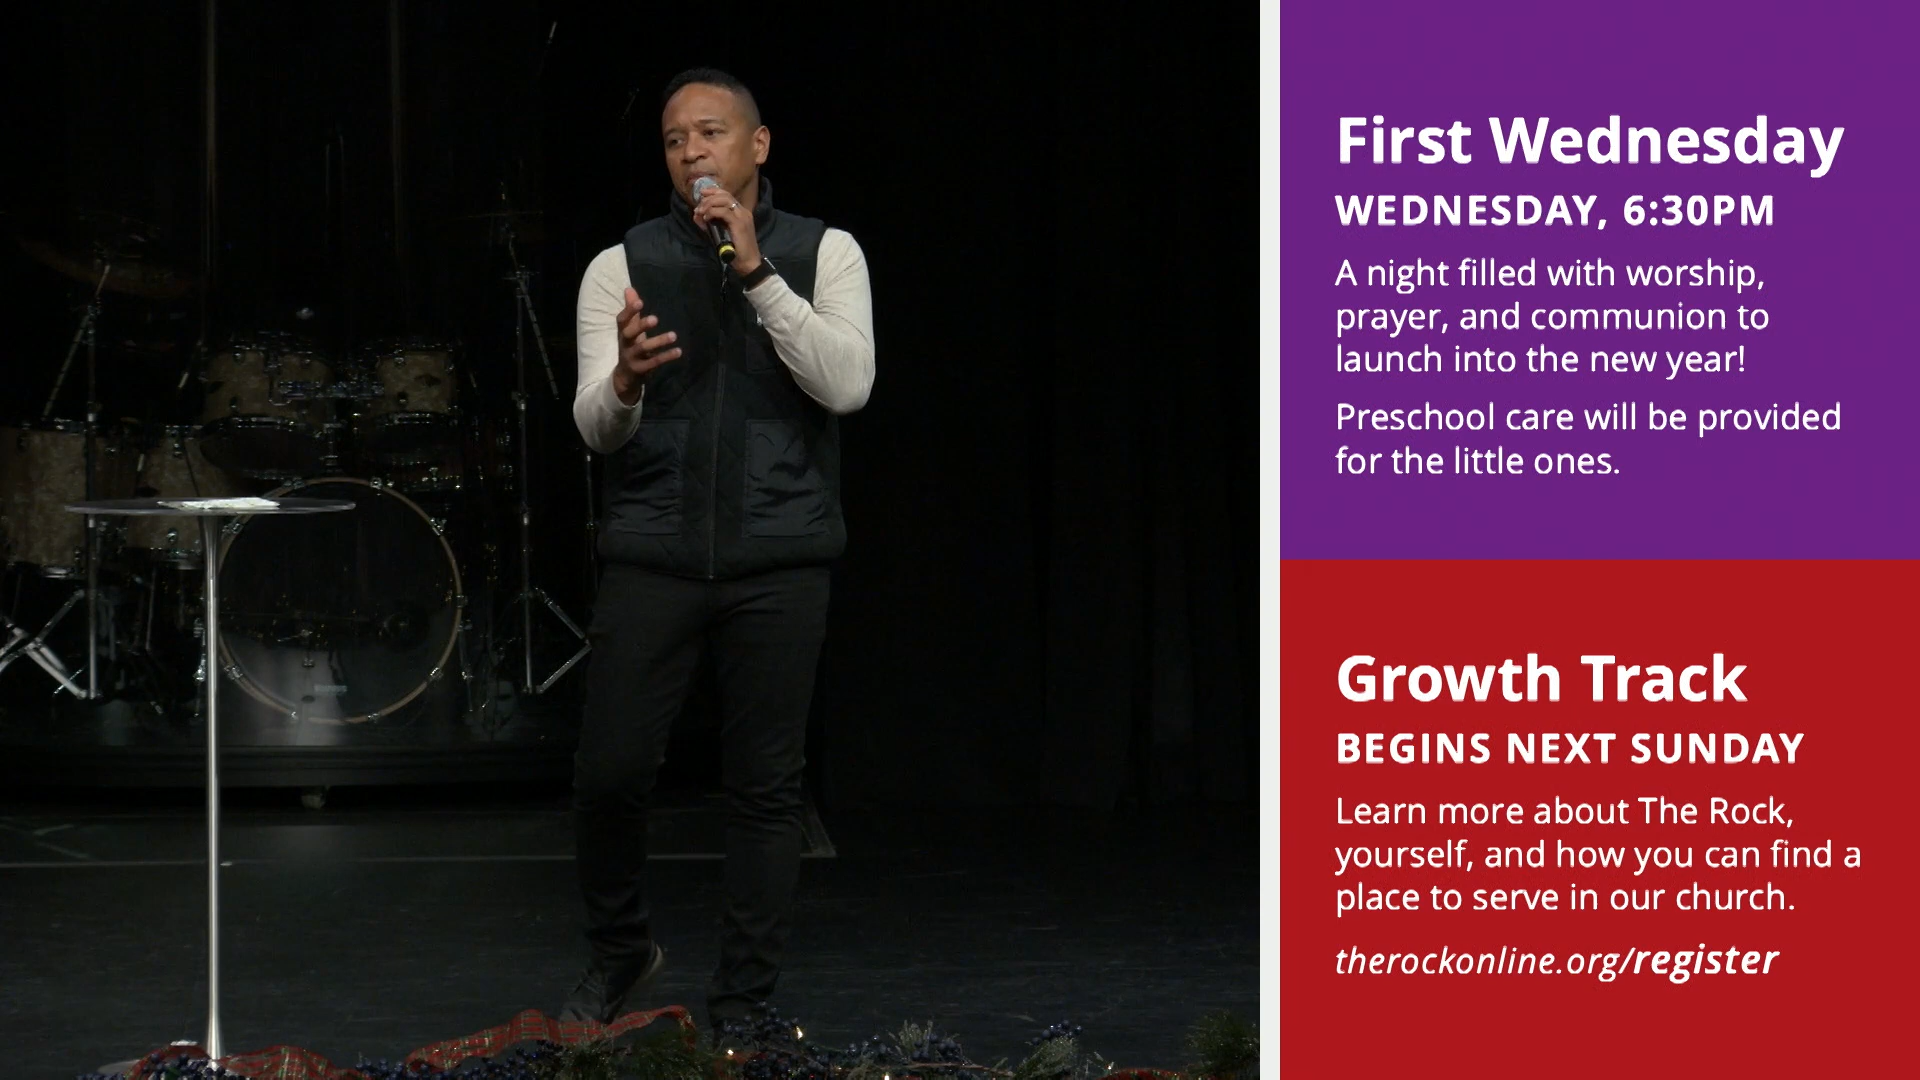 First Wednesday
WEDNESDAY, 6:30PM
A night filled with worship,
prayer, and communion to
launch into the new year!
Preschool care will be provided
for the little ones.
Growth Track
BEGINS NEXT SUNDAY
Learn more about The Rock,
yourself, and how you can find a
place to serve in our church.
therockonline.org/register